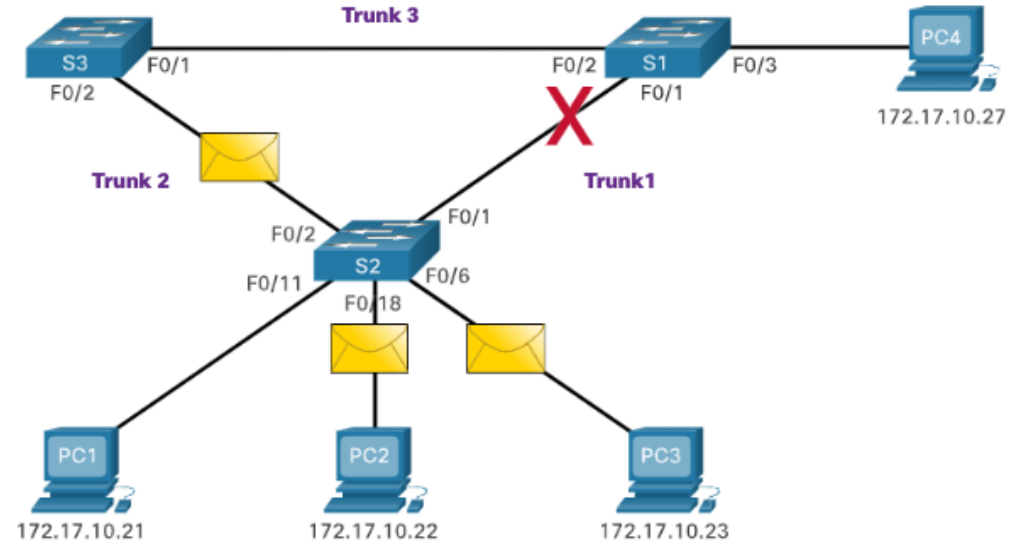 Trunk 3
S3
F0/1
F0/2
S1
F0/3
PC4
F0/2
F0/1
172.17.10.27
Trunk 2
Trunk1
F0/1
F0/2
S2
F0/6
F0/11
F0/18
PC1
PC2
PC3
172.17.10.21
172.17.10.22
172.17.10.23